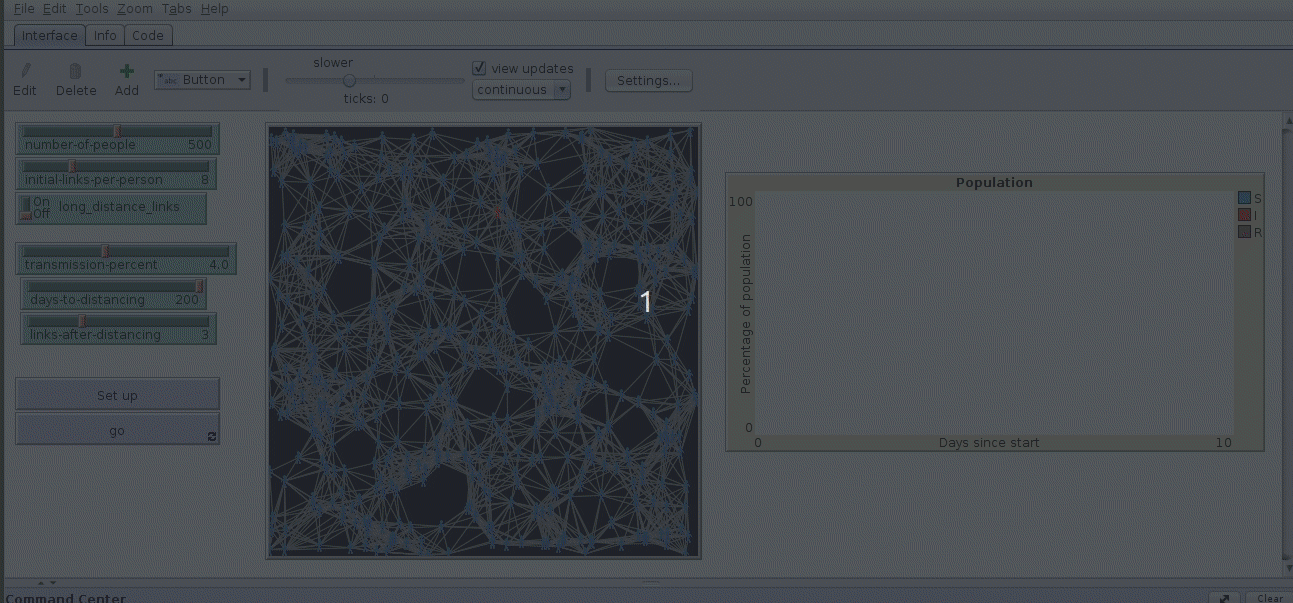 File Edit Tools Zoom Tabs Help
Interface Info Code
Edit Delete Add abc Button slower ticks: 0 view updates continuous Settings...
number-of-people 500
initial-links-per-person 8
On Off long_distance_links
transmission-percent 4.0
days-to-distancing 200
links-after-distancing 3
Set up
go
1
Population
100
Percentage of population
0
0 Days since start 10
S
I
R
Command Center Clear